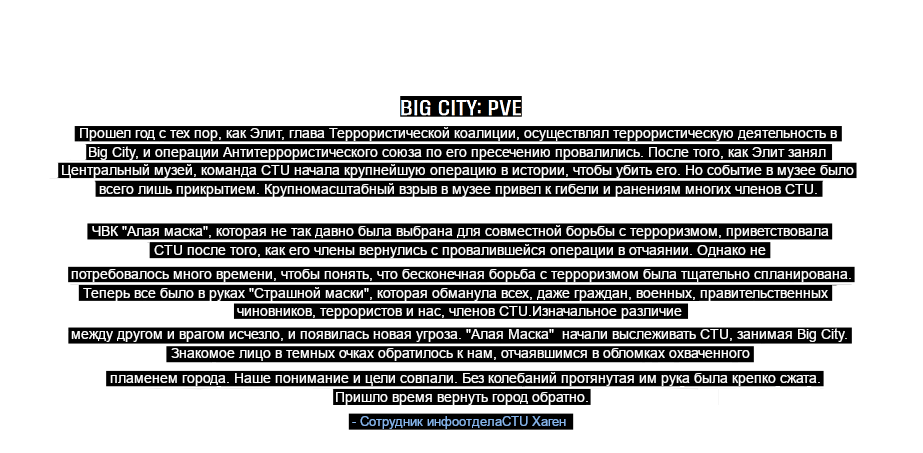 BIG CITY: PVE
Прошел год с тех пор, как Элит, глава Террористической коалиции, осуществлял террористическую деятельность в
Big City, и операции Антитеррористического союза по его пресечению провалились. После того, как Элит занял
Центральный музей, команда CTU начала крупнейшую операцию в истории, чтобы убить его. Но событие в музее было
всего лишь прикрытием. Крупномасштабный взрыв в музее привел к гибели и ранениям многих членов CTU.
ЧВК "Алая маска", которая не так давно была выбрана для совместной борьбы с терроризмом, приветствовала
CTU после того, как его члены вернулись с провалившейся операции в отчаянии. Однако не
потребовалось много времени, чтобы понять, что бесконечная борьба с терроризмом была тщательно спланирована.
Теперь все было в руках "Страшной маски", которая обманула всех, даже граждан, военных, правительственных
чиновников, террористов и нас, членов CTU.Изначальное различие
между другом и врагом исчезло, и появилась новая угроза. "Алая Маска"  начали выслеживать CTU, занимая Big City.
Знакомое лицо в темных очках обратилось к нам, отчаявшимся в обломках охваченного
пламенем города. Наше понимание и цели совпали. Без колебаний протянутая им рука была крепко сжата.
Пришло время вернуть город обратно.
- Сотрудник инфоотделаCTU Хаген